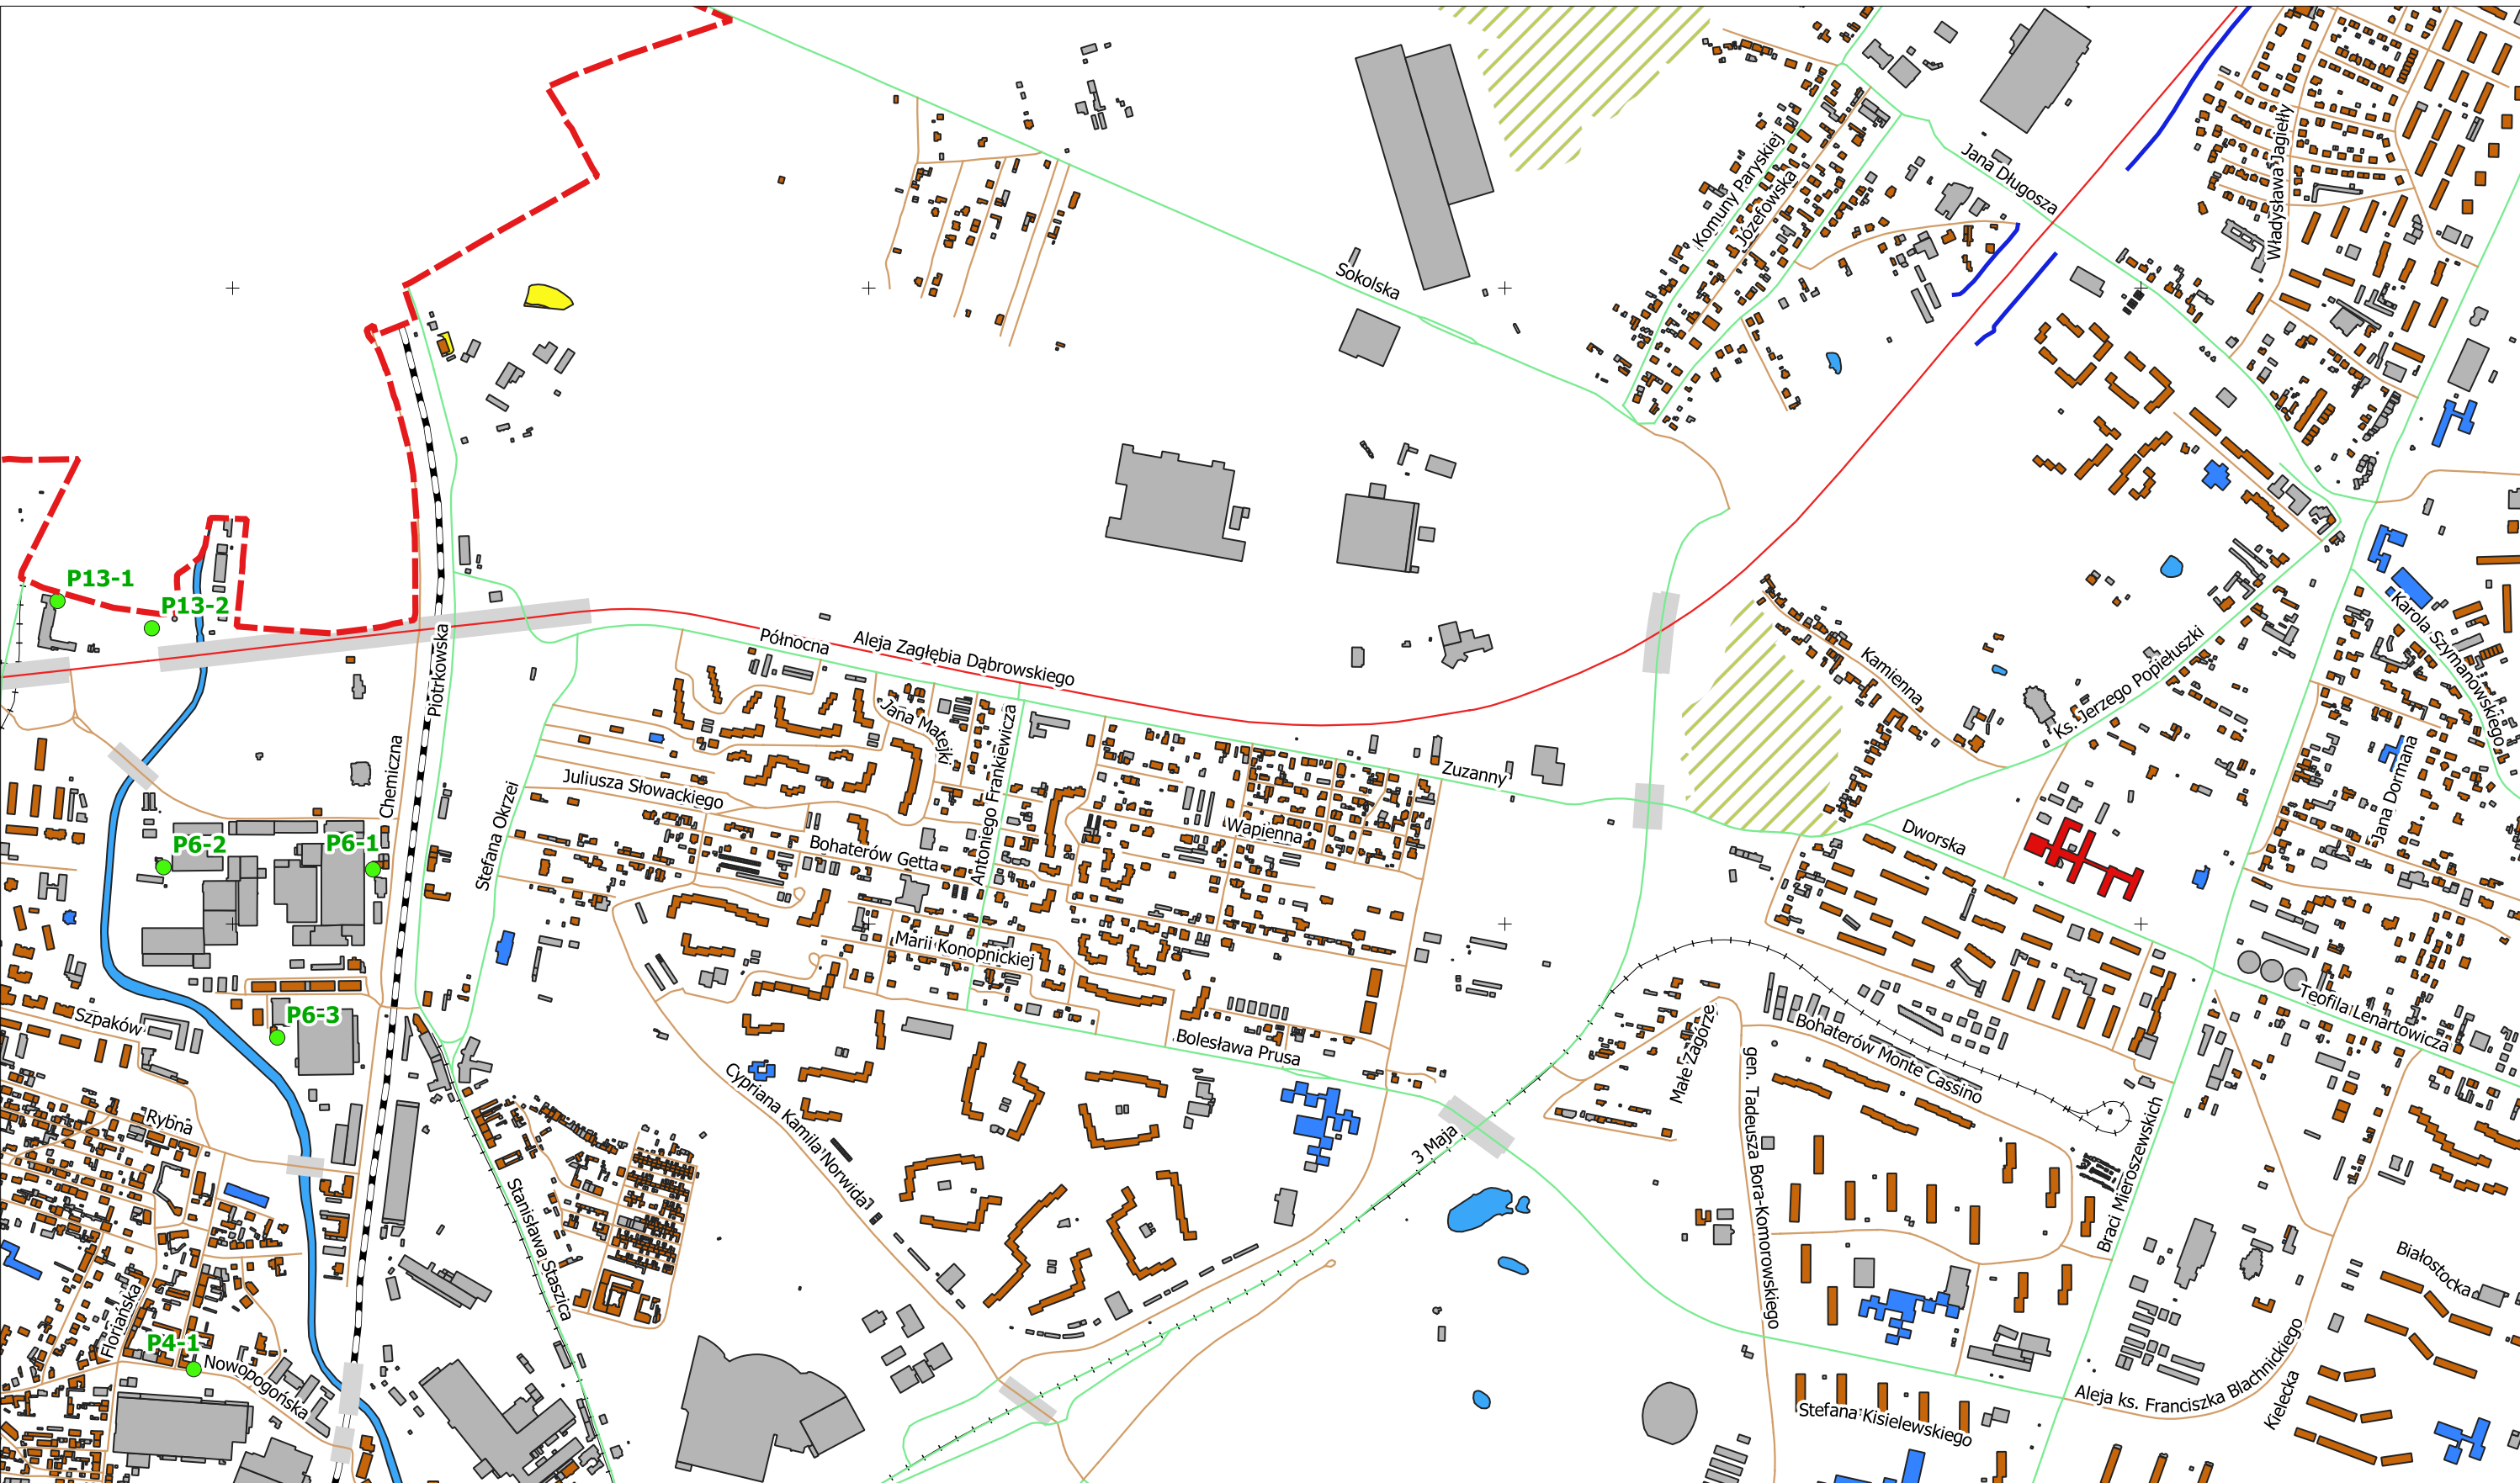 Władysława Jagiełły
Komuny Paryskiej
Józefowska
Jana Długosza
Sokolska
P13-1
P13-2
Piotrkowska
Północna
Aleja Zagłębia Dąbrowskiego
Kamienna
Ks. Jerzego Popiełuszki
Karola Szymanowskiego
Jana Matejki
Antoniego Frankiewicza
Juliusza Słowackiego
Chemiczna
Stefana Okrzei
Zuzanny
Jana Dormana
Wapienna
Dworska
Bohaterów Getta
P6-2
P6-1
Marii Konopnickiej
P6-3
Szpaków
Bolesława Prusa
Małe Zagórze
Bohaterów Monte Cassino
Teofila Lenartowicza
Rybna
Cypriana Kamila Norwida
3 Maja
gen. Tadeusza Bora-Komorowskiego
Braci Mieroszewskich
Stanisława Staszica
Białostocka
Floriańska
P4-1
Nowopogońska
Aleja ks. Franciszka Blachnickiego
Kielecka
Stefana Kisielewskiego